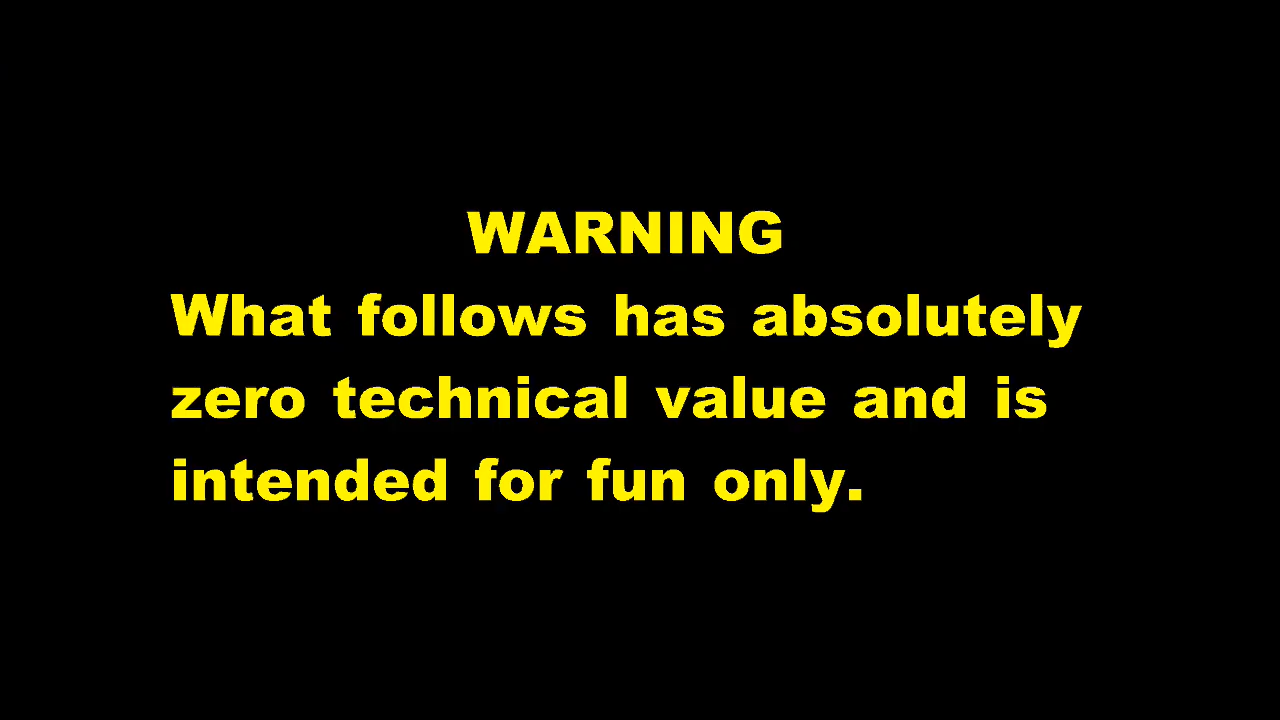 WARNING
What follows has absolutely
zero technical value and is
intended for fun only.